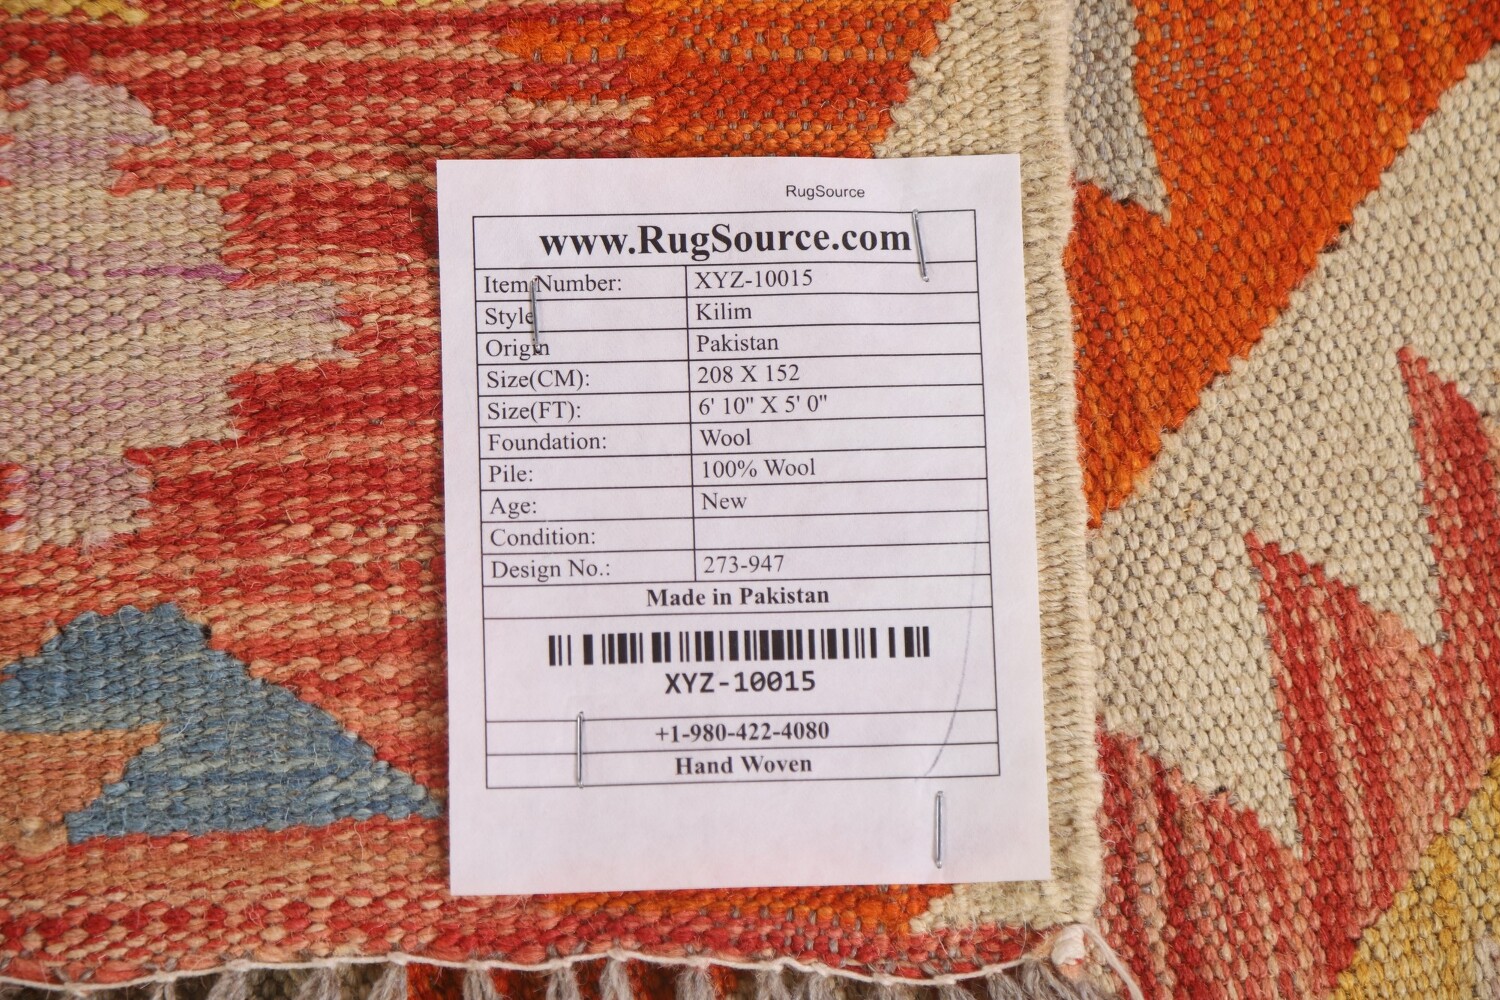 RugSource
www.RugSource.com
Item Number: XYZ-10015
Style Kilim
Origin Pakistan
Size(CM): 208 X 152
Size(FT): 6' 10" X 5' 0"
Foundation: Wool
Pile: 100% Wool
Age: New
Condition:
Design No.: 273-947
Made in Pakistan
XYZ-10015
+1-980-422-4080
Hand Woven